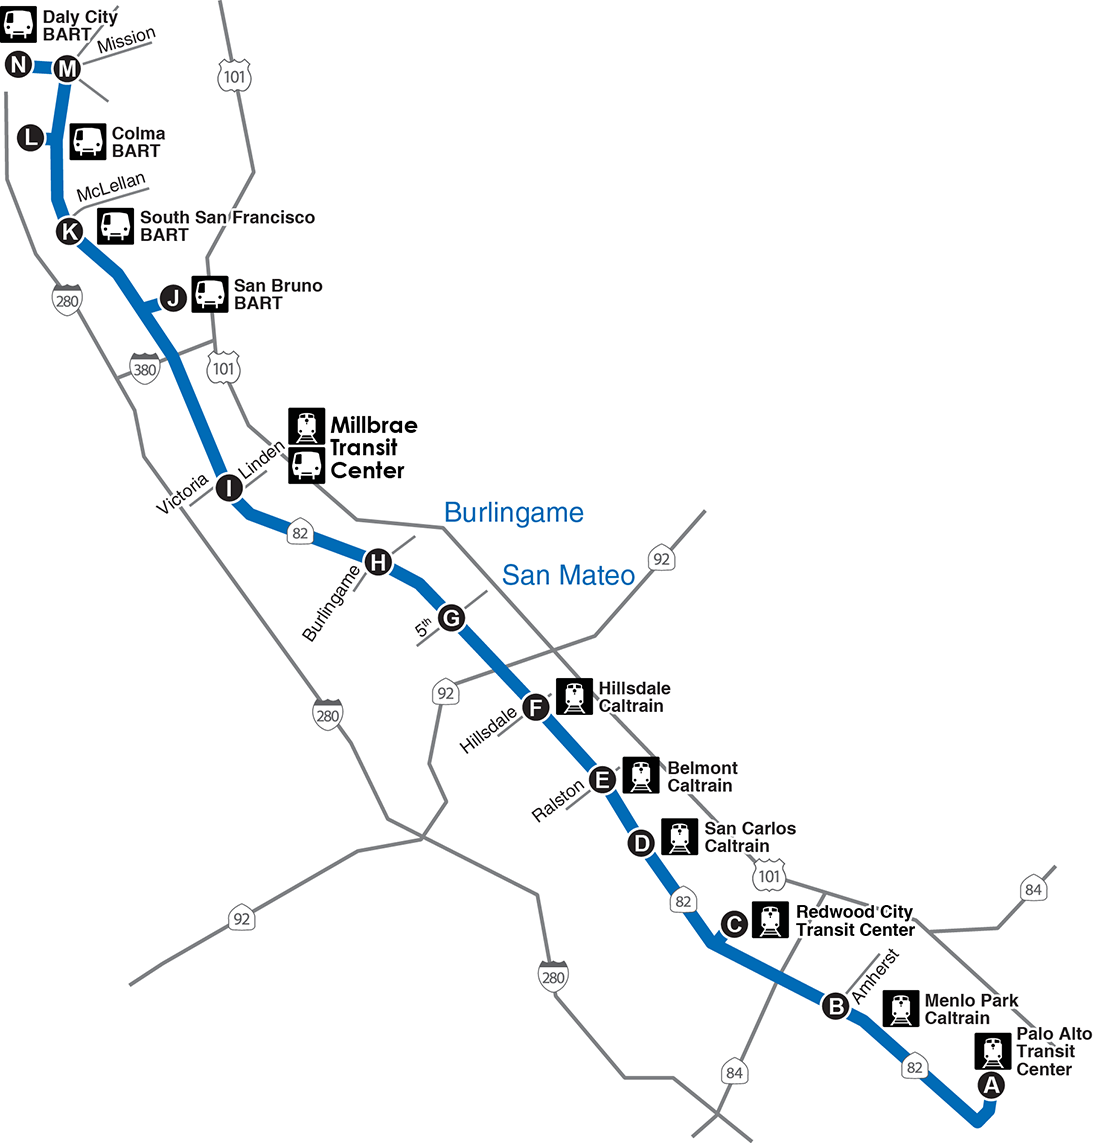 Daly City
BART
Mission
N
M
101
L
Colma
BART
McLellan
K
South San Francisco
BART
280
J
San Bruno
BART
380
101
Millbrae
Transit
Center
Linden
Victoria
I
82
Burlingame
San Mateo
92
H
Burlingame
5th
G
92
280
Hillsdale
F
Hillsdale
Caltrain
Ralston
E
Belmont
Caltrain
D
San Carlos
Caltrain
101
82
84
92
C
Redwood City
Transit Center
280
Amherst
B
Menlo Park
Caltrain
82
84
Palo Alto
Transit
Center
A